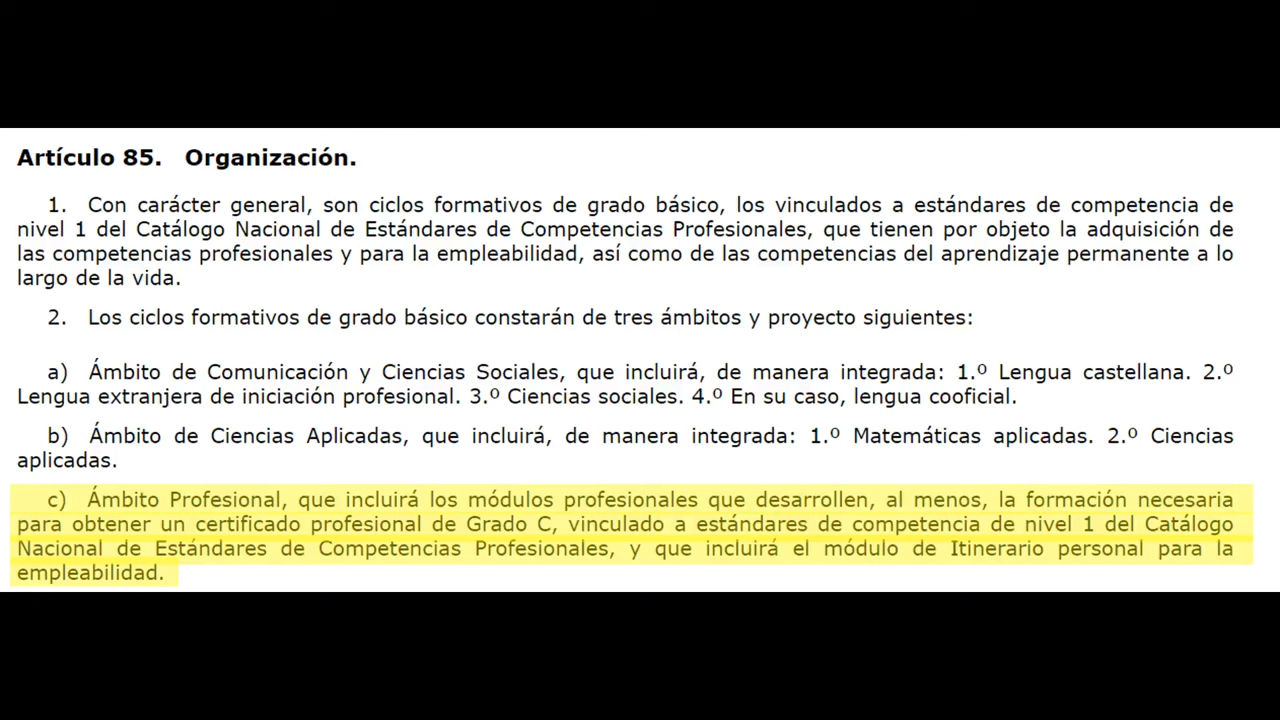 Artículo 85. Organización.
1. Con carácter general, son ciclos formativos de grado básico, los vinculados a estándares de competencia de
nivel 1 del Catálogo Nacional de Estándares de Competencias Profesionales, que tienen por objeto la adquisición de
las competencias profesionales y para la empleabilidad, así como de las competencias del aprendizaje permanente a lo
largo de la vida.
2. Los ciclos formativos de grado básico constarán de tres ámbitos y proyecto siguientes:
a) Ámbito de Comunicación y Ciencias Sociales, que incluirá, de manera integrada: 1.º Lengua castellana. 2.º
Lengua extranjera de iniciación profesional. 3.º Ciencias sociales. 4.º En su caso, lengua cooficial.
b) Ámbito de Ciencias Aplicadas, que incluirá, de manera integrada: 1.º Matemáticas aplicadas. 2.º Ciencias
aplicadas.
c) Ámbito Profesional, que incluirá los módulos profesionales que desarrollen, al menos, la formación necesaria
para obtener un certificado profesional de Grado C, vinculado a estándares de competencia de nivel 1 del Catálogo
Nacional de Estándares de Competencias Profesionales, y que incluirá el módulo de Itinerario personal para la
empleabilidad.